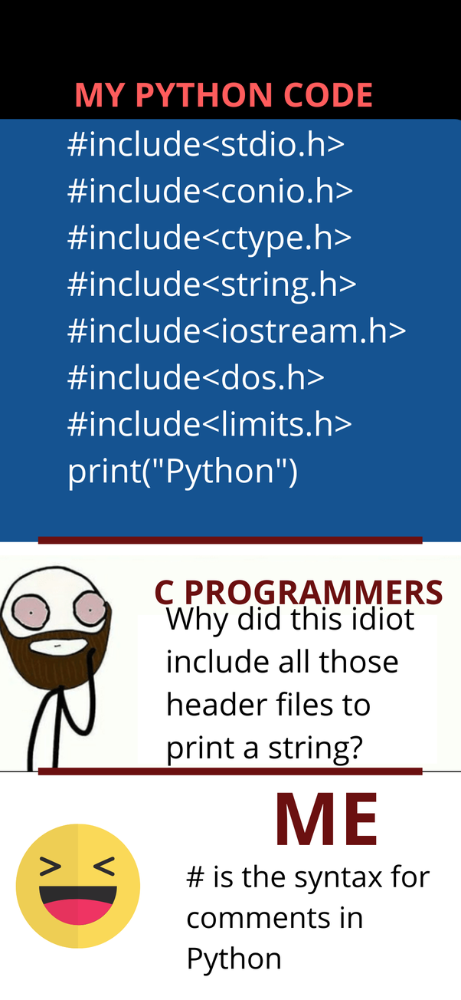 MY PYTHON CODE
#include<stdio.h>
#include<conio.h>
#include<ctype.h>
#include<string.h>
#include<iostream.h>
#include<dos.h>
#include<limits.h>
print("Python")
C PROGRAMMERS
Why did this idiot
include all those
header files to
print a string?
ME
# is the syntax for
comments in
Python